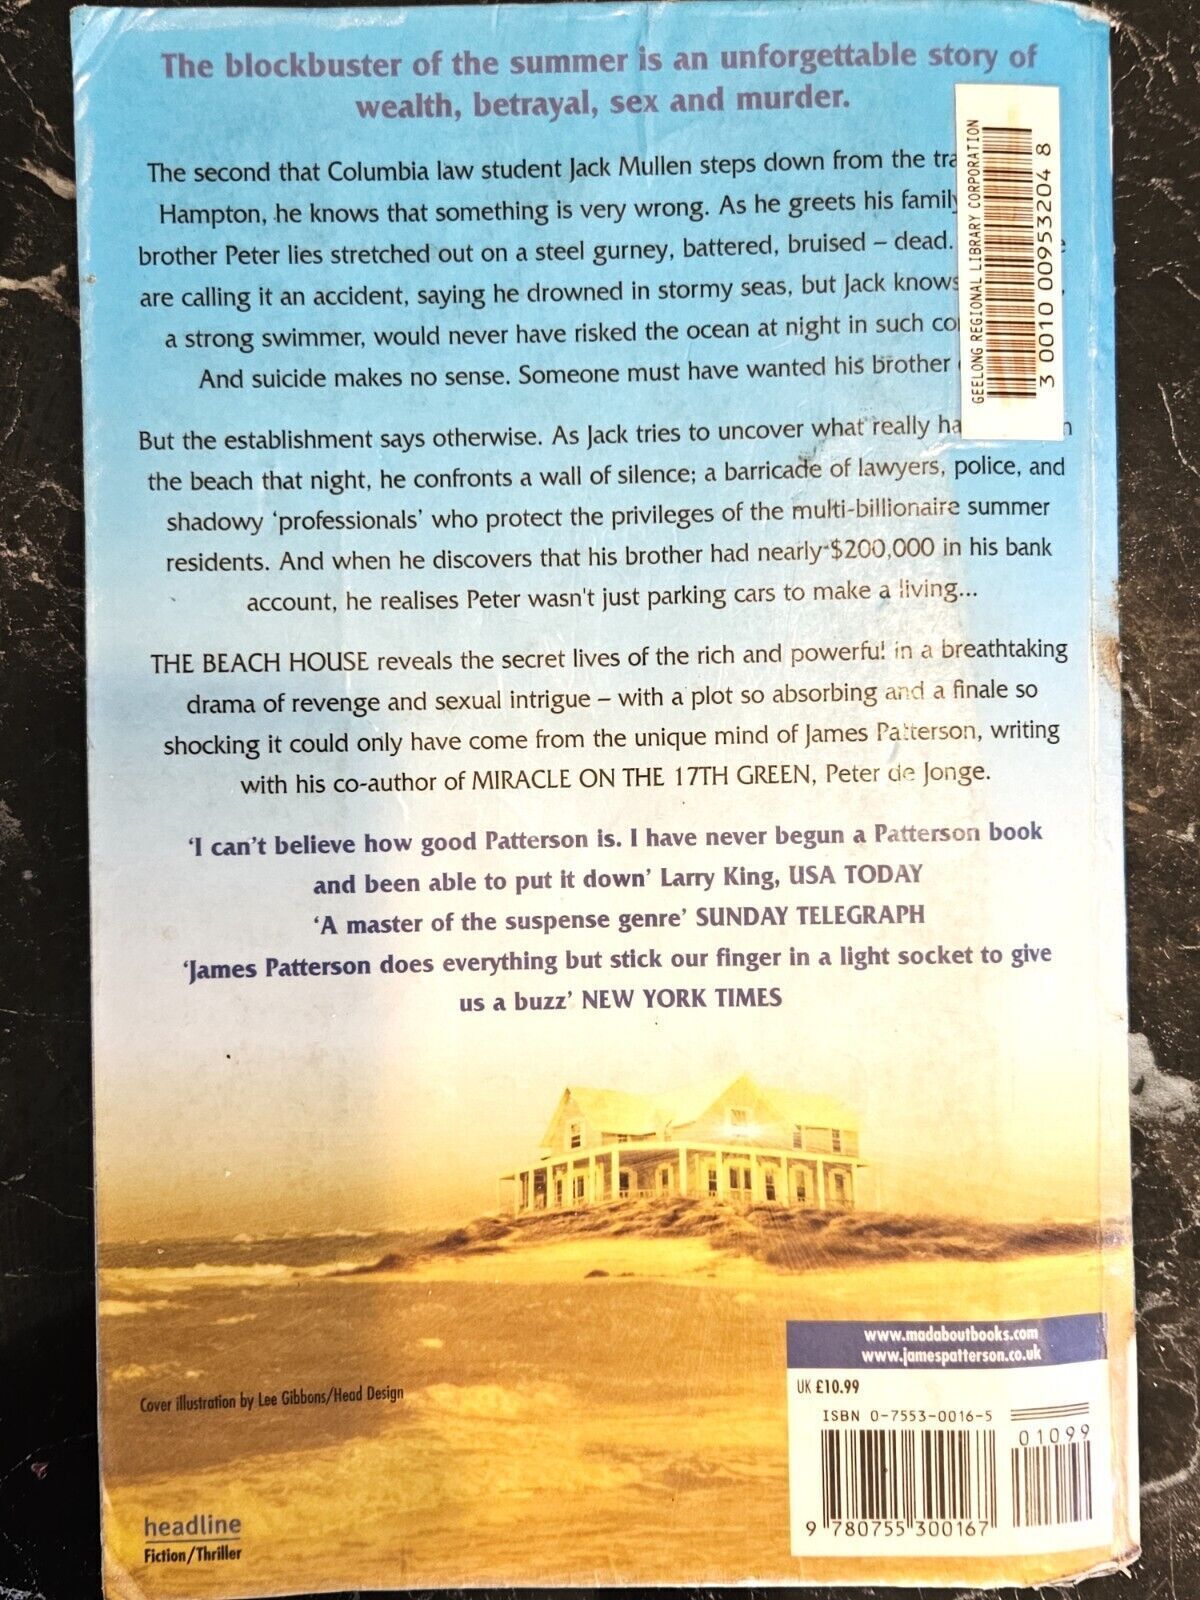 The blockbuster of the summer is an unforgettable story of
wealth, betrayal, sex and murder.
The second that Columbia law student Jack Mullen steps down from the tra
Hampton, he knows that something is very wrong. As he greets his family
brother Peter lies stretched out on a steel gurney, battered, bruised – dead.
are calling it an accident, saying he drowned in stormy seas, but Jack knows
a strong swimmer, would never have risked the ocean at night in such co
And suicide makes no sense. Someone must have wanted his brother
But the establishment says otherwise. As Jack tries to uncover what really ha
the beach that night, he confronts a wall of silence; a barricade of lawyers, police, and
shadowy ‘professionals’ who protect the privileges of the multi-billionaire summer
residents. And when he discovers that his brother had nearly $200,000 in his bank
account, he realises Peter wasn't just parking cars to make a living...
THE BEACH HOUSE reveals the secret lives of the rich and powerful in a breathtaking
drama of revenge and sexual intrigue – with a plot so absorbing and a finale so
shocking it could only have come from the unique mind of James Patterson, writing
with his co-author of MIRACLE ON THE 17TH GREEN, Peter de Jonge.
‘I can’t believe how good Patterson is. I have never begun a Patterson book
and been able to put it down’ Larry King, USA TODAY
‘A master of the suspense genre’ SUNDAY TELEGRAPH
‘James Patterson does everything but stick our finger in a light socket to give
us a buzz’ NEW YORK TIMES
GEELONG REGIONAL LIBRARY CORPORATION
3 0010 00953204 8
Cover illustration by Lee Gibbons/Head Design
headline
Fiction/Thriller
www.madaboutbooks.com
www.jamespatterson.co.uk
UK £10.99
ISBN 0-7553-0016-5
01099
9 780755 300167